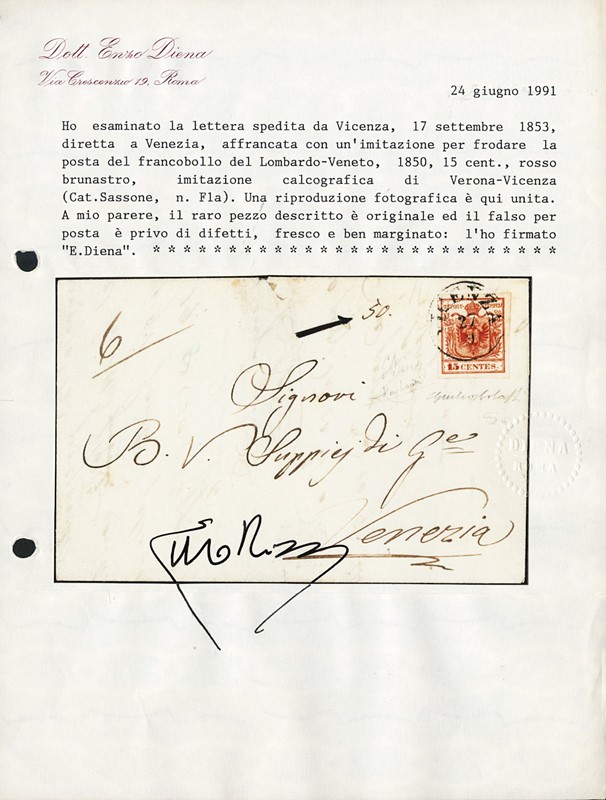 Dott. Enzo Diena
Via Crescenzio 19, Roma
24 giugno 1991
Ho esaminato la lettera spedita da Vicenza, 17 settembre 1853,
diretta a Venezia, affrancata con un'imitazione per frodare la
posta del francobollo del Lombardo-Veneto, 1850, 15 cent., rosso
brunastro, imitazione calcografica di Verona-Vicenza
(Cat.Sassone, n. F1a). Una riproduzione fotografica è qui unita.
A mio parere, il raro pezzo descritto è originale ed il falso per
posta è privo di difetti, fresco e ben marginato: l'ho firmato
"E.Diena". * * * * * * * * * * * * * * * * * * * * * * * * * * *
6
50.
VICENZA
15 CENTES.
Signori
B. V. Suppiej di Ges
Venezia
DIENA
ROMA